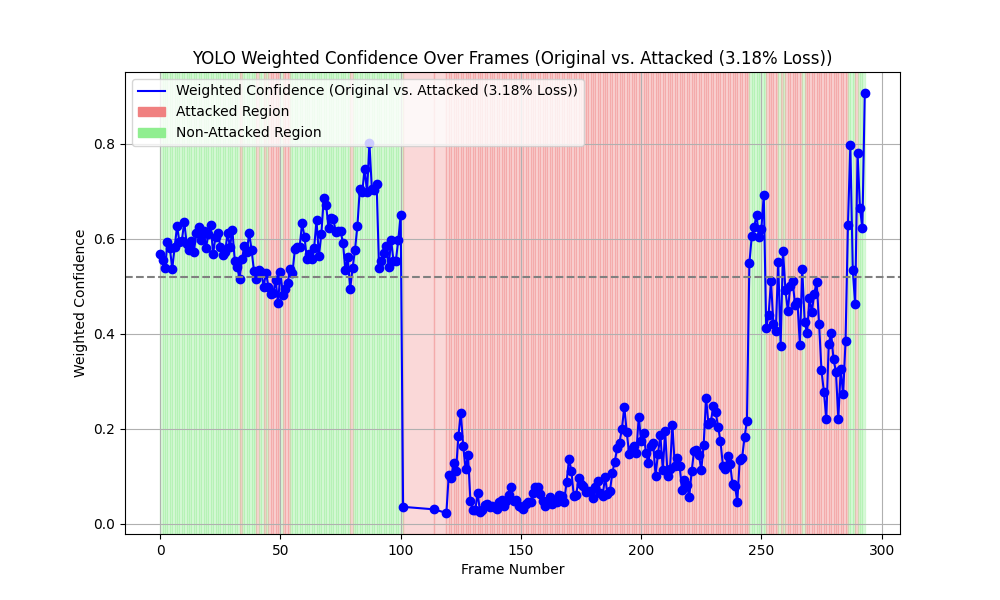 YOLO Weighted Confidence Over Frames (Original vs. Attacked (3.18% Loss))
Weighted Confidence (Original vs. Attacked (3.18% Loss))
Attacked Region
Non-Attacked Region
Weighted Confidence
0.8
0.6
0.4
0.2
0.0
0 50 100 150 200 250 300
Frame Number